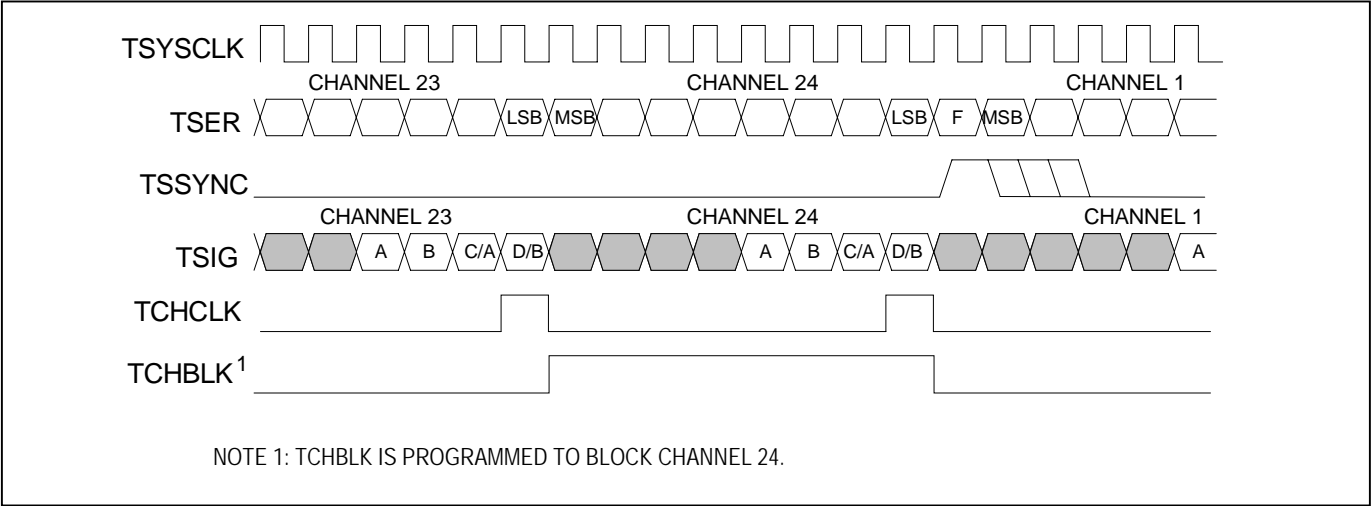 TSYSCLK
CHANNEL 23 CHANNEL 24 CHANNEL 1
TSER LSB MSB LSB F MSB
TSSYNC
CHANNEL 23 CHANNEL 24 CHANNEL 1
TSIG A B C/A D/B A B C/A D/B A
TCHCLK
TCHBLK1
NOTE 1: TCHBLK IS PROGRAMMED TO BLOCK CHANNEL 24.